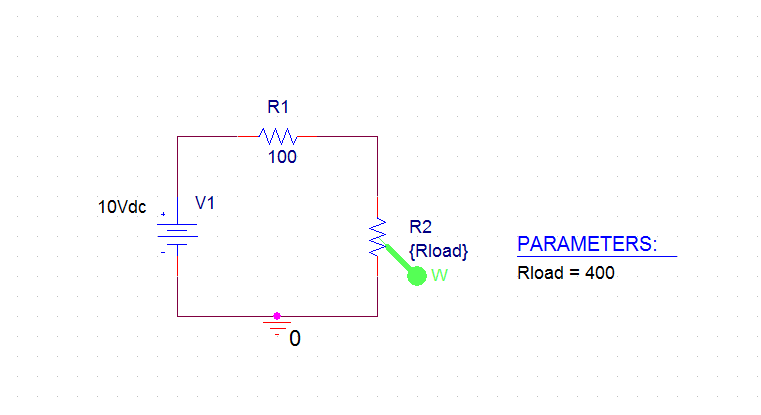 R1
100
10Vdc
V1
+
-
R2
{Rload}
W
0
PARAMETERS:
Rload = 400